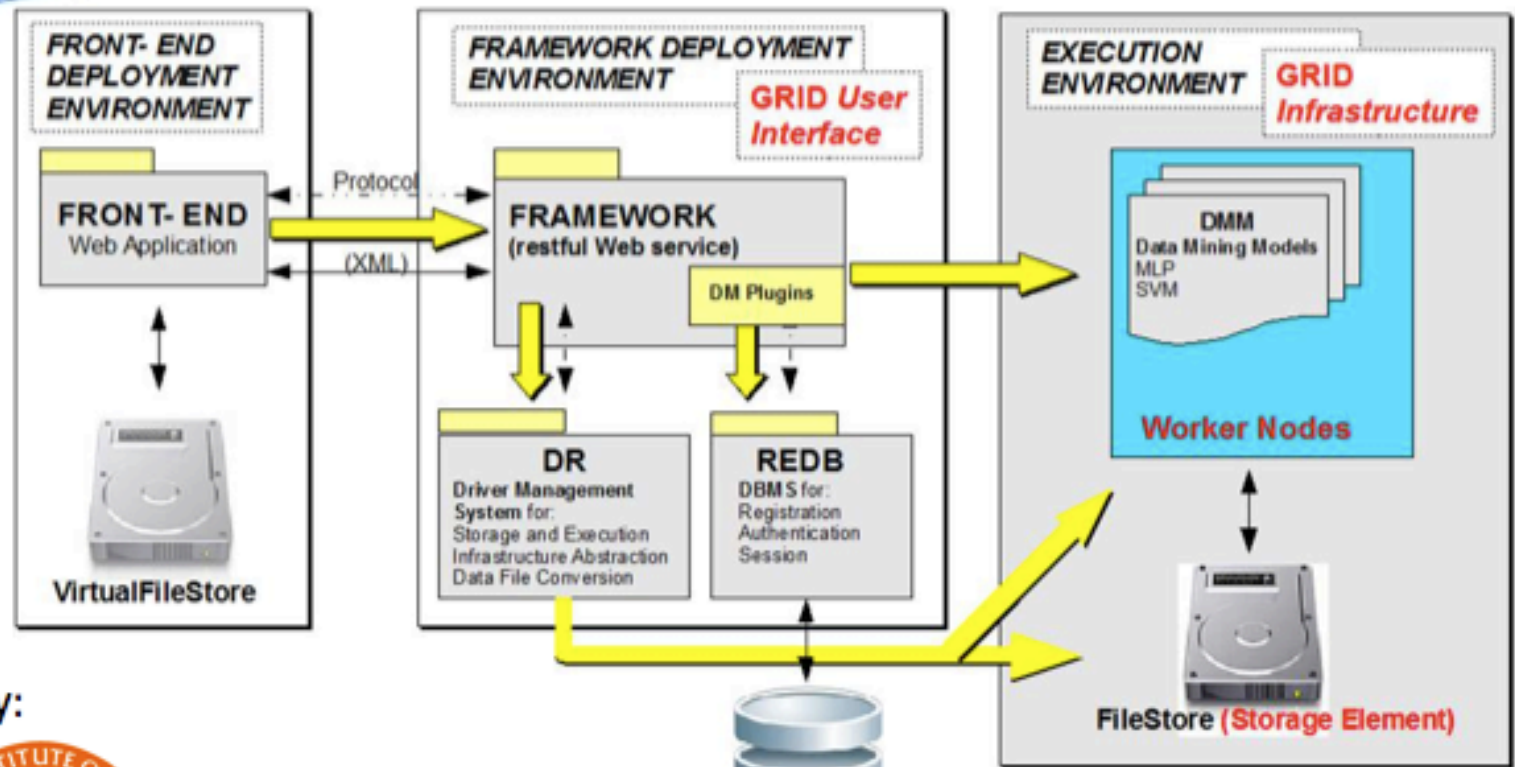 FRONT- END
DEPLOYMENT
ENVIRONMENT
FRONT- END
Web Application
VirtualFileStore
Protocol
(XML)
FRAMEWORK DEPLOYMENT
ENVIRONMENT
GRID User
Interface
FRAMEWORK
(restful Web service)
DM Plugins
DR
Driver Management
System for:
Storage and Execution
Infrastructure Abstraction
Data File Conversion
REDB
DBMS for:
Registration
Authentication
Session
EXECUTION
ENVIRONMENT
GRID
Infrastructure
DMM
Data Mining Models
MLP
SVM
Worker Nodes
FileStore (Storage Element)
y: